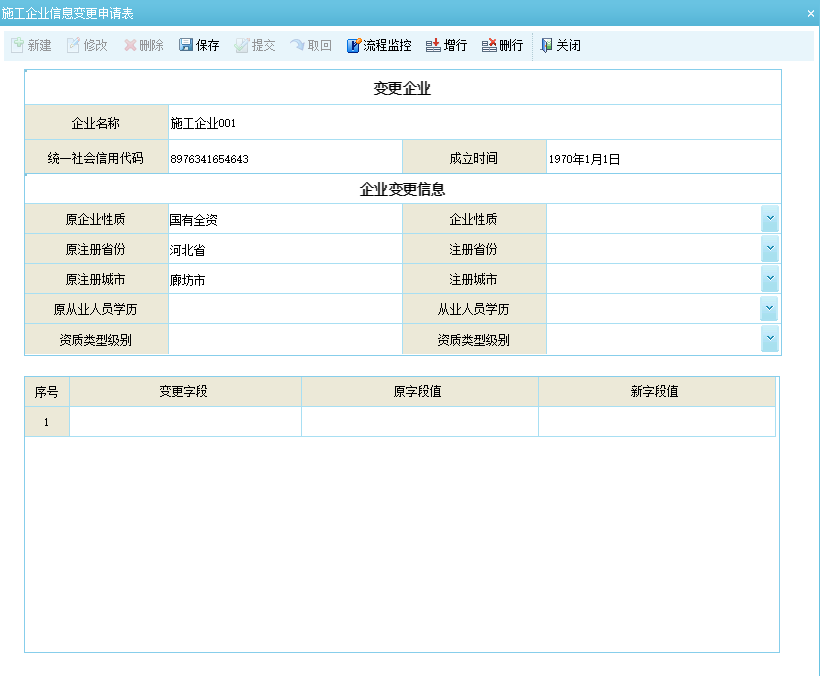 施工企业信息变更申请表
新建 修改 删除 保存 提交 取回 流程监控 增行 删行 关闭
变更企业
企业名称 施工企业001
统一社会信用代码 8976341654643 成立时间 1970年1月1日
企业变更信息
原企业性质 国有全资 企业性质
原注册省份 河北省 注册省份
原注册城市 廊坊市 注册城市
原从业人员学历 从业人员学历
资质类型级别 资质类型级别
序号 变更字段 原字段值 新字段值
1